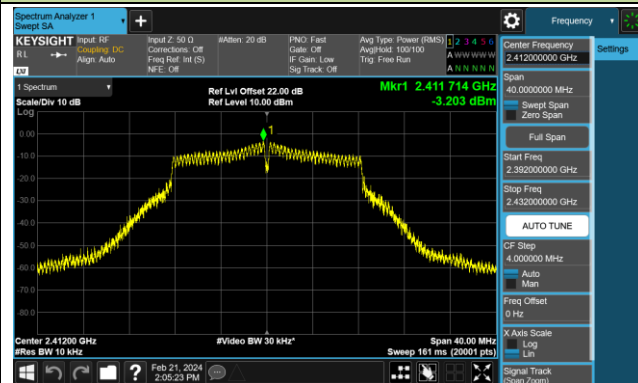 Spectrum Analyzer 1
Swept SA
Frequency
KEYSIGHT
Input: RF
Coupling: DC
Align: Auto
Input Z: 50 Ω
Corrections: Off
Freq Ref: Int (S)
NFE: Off
#Atten: 20 dB
PNO: Fast
Gate: Off
IF Gain: Low
Sig Track: Off
Avg Type: Power (RMS)
Avg|Hold: 100/100
Trig: Free Run
1 2 3 4 5 6
A W W W W W
A N N N N N
RL
LXI
1 Spectrum
Scale/Div 10 dB
Log
Ref Lvl Offset 22.00 dB
Ref Level 10.00 dBm
Mkr1 2.411 714 GHz
-3.203 dBm
1
0.00
-10.0
-20.0
-30.0
-40.0
-50.0
-60.0
-70.0
-80.0
Center 2.41200 GHz
#Res BW 10 kHz
#Video BW 30 kHz*
Span 40.00 MHz
Sweep 161 ms (20001 pts)
Feb 21, 2024
2:05:23 PM
Center Frequency
2.412000000 GHz
Settings
Span
40.0000000 MHz
Swept Span
Zero Span
Full Span
Start Freq
2.392000000 GHz
Stop Freq
2.432000000 GHz
AUTO TUNE
CF Step
4.000000 MHz
Auto
Man
Freq Offset
0 Hz
X Axis Scale
Log
Lin
Signal Track
(Span Zoom)